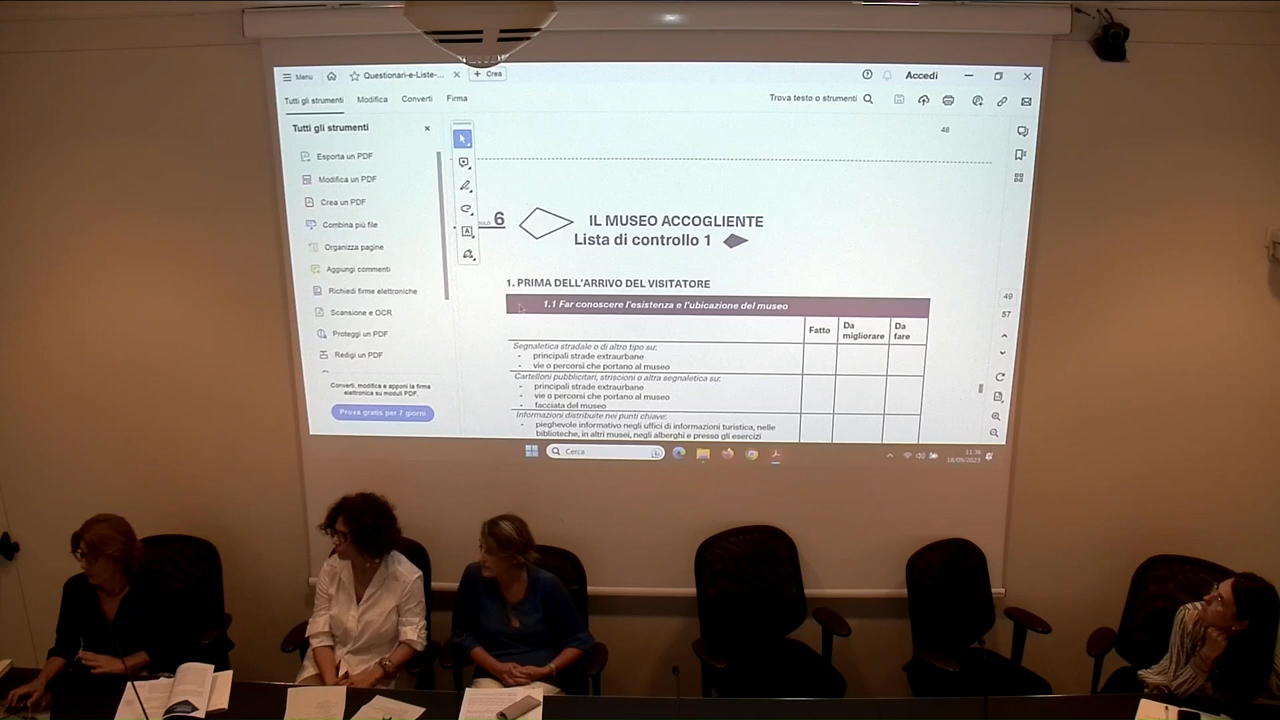 Menu
Questionari-e-Liste-...
Crea
Accedi
Tutti gli strumenti
Modifica
Converti
Firma
Trova testo o strumenti
Tutti gli strumenti
Esporta un PDF
Modifica un PDF
Crea un PDF
Combina più file
Organizza pagine
Aggiungi commenti
Richiedi firme elettroniche
Scansione e OCR
Proteggi un PDF
Redigi un PDF
Converti, modifica e apponi la firma
elettronica su moduli PDF.
Prova gratis per 7 giorni
48
6
IL MUSEO ACCOGLIENTE
Lista di controllo 1
1. PRIMA DELL'ARRIVO DEL VISITATORE
1.1 Far conoscere l'esistenza e l'ubicazione del museo
Fatto
Da migliorare
Da fare
Segnaletica stradale o di altro tipo su:
- principali strade extraurbane
- vie o percorsi che portano al museo
Cartelloni pubblicitari, striscioni o altra segnaletica su:
- principali strade extraurbane
- vie o percorsi che portano al museo
- facciata del museo
Informazioni distribuite nei punti chiave:
- pieghevole informativo negli uffici di informazioni turistica, nelle
biblioteche, in altri musei, negli alberghi e presso gli esercizi
49
57
Cerca
11:36
18/09/2023